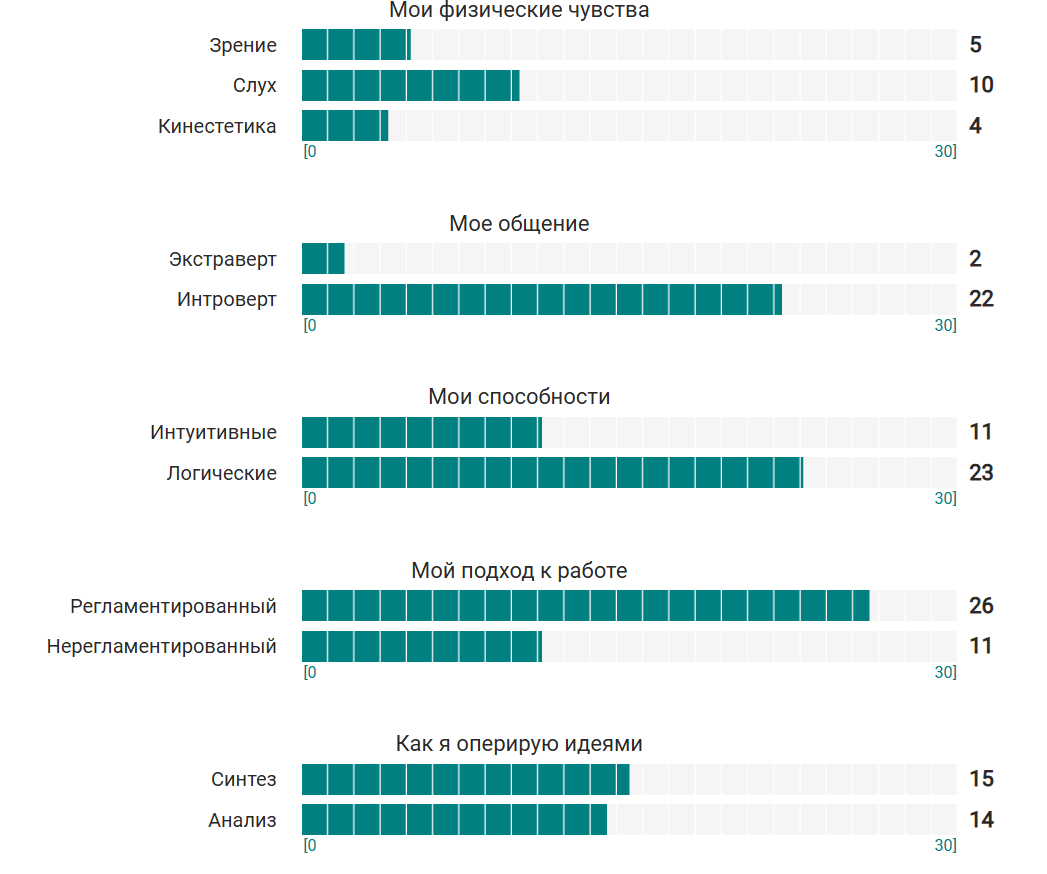 Мои физические чувства
Зрение 5
Слух 10
Кинестетика 4
[0 30]
Мое общение
Экстраверт 2
Интроверт 22
[0 30]
Мои способности
Интуитивные 11
Логические 23
[0 30]
Мой подход к работе
Регламентированный 26
Нерегламентированный 11
[0 30]
Как я оперирую идеями
Синтез 15
Анализ 14
[0 30]